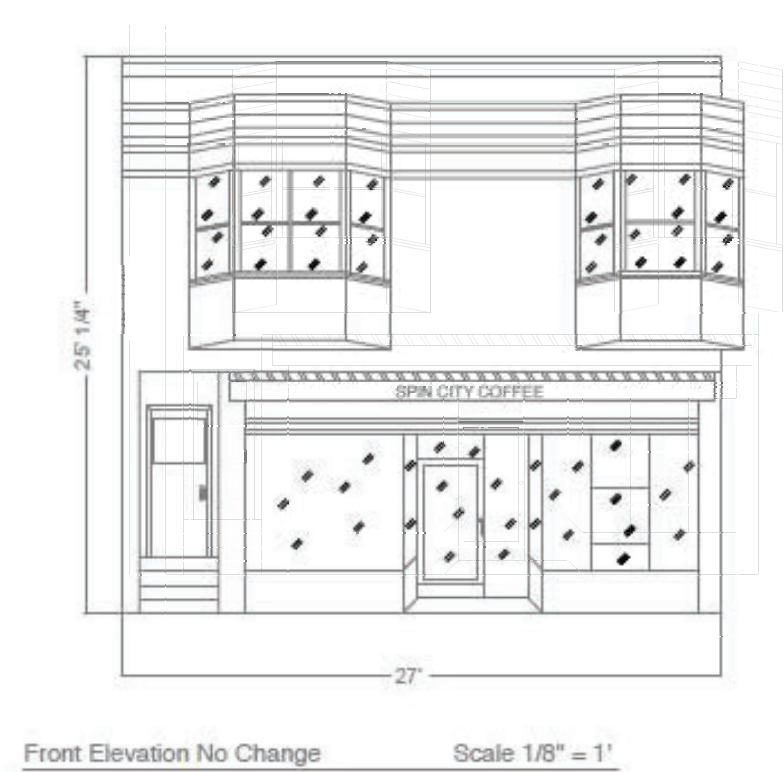 25' 1/4"
SPIN CITY COFFEE
27'
Front Elevation No Change Scale 1/8" = 1'